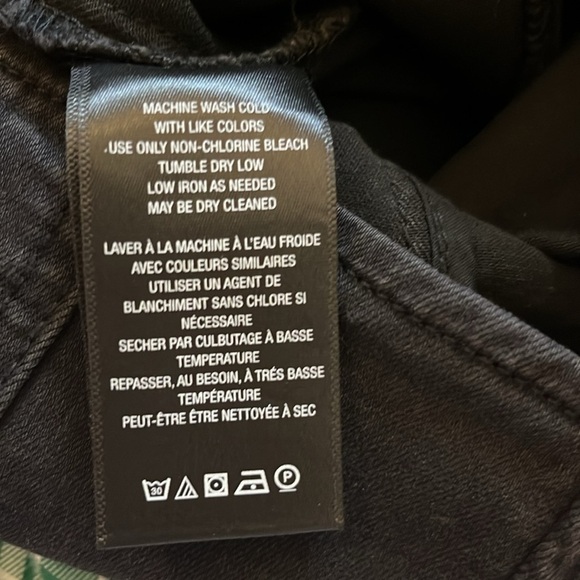 MACHINE WASH COLD
WITH LIKE COLORS
USE ONLY NON-CHLORINE BLEACH
TUMBLE DRY LOW
LOW IRON AS NEEDED
MAY BE DRY CLEANED
LAVER À LA MACHINE À L'EAU FROIDE
AVEC COULEURS SIMILAIRES
UTILISER UN AGENT DE
BLANCHIMENT SANS CHLORE SI
NÉCESSAIRE
SECHER PAR CULBUTAGE À BASSE
TEMPERATURE
REPASSER, AU BESOIN, À TRÉS BASSE
TEMPÉRATURE
PEUT-ÊTRE ÊTRE NETTOYÉE À SEC
30 P